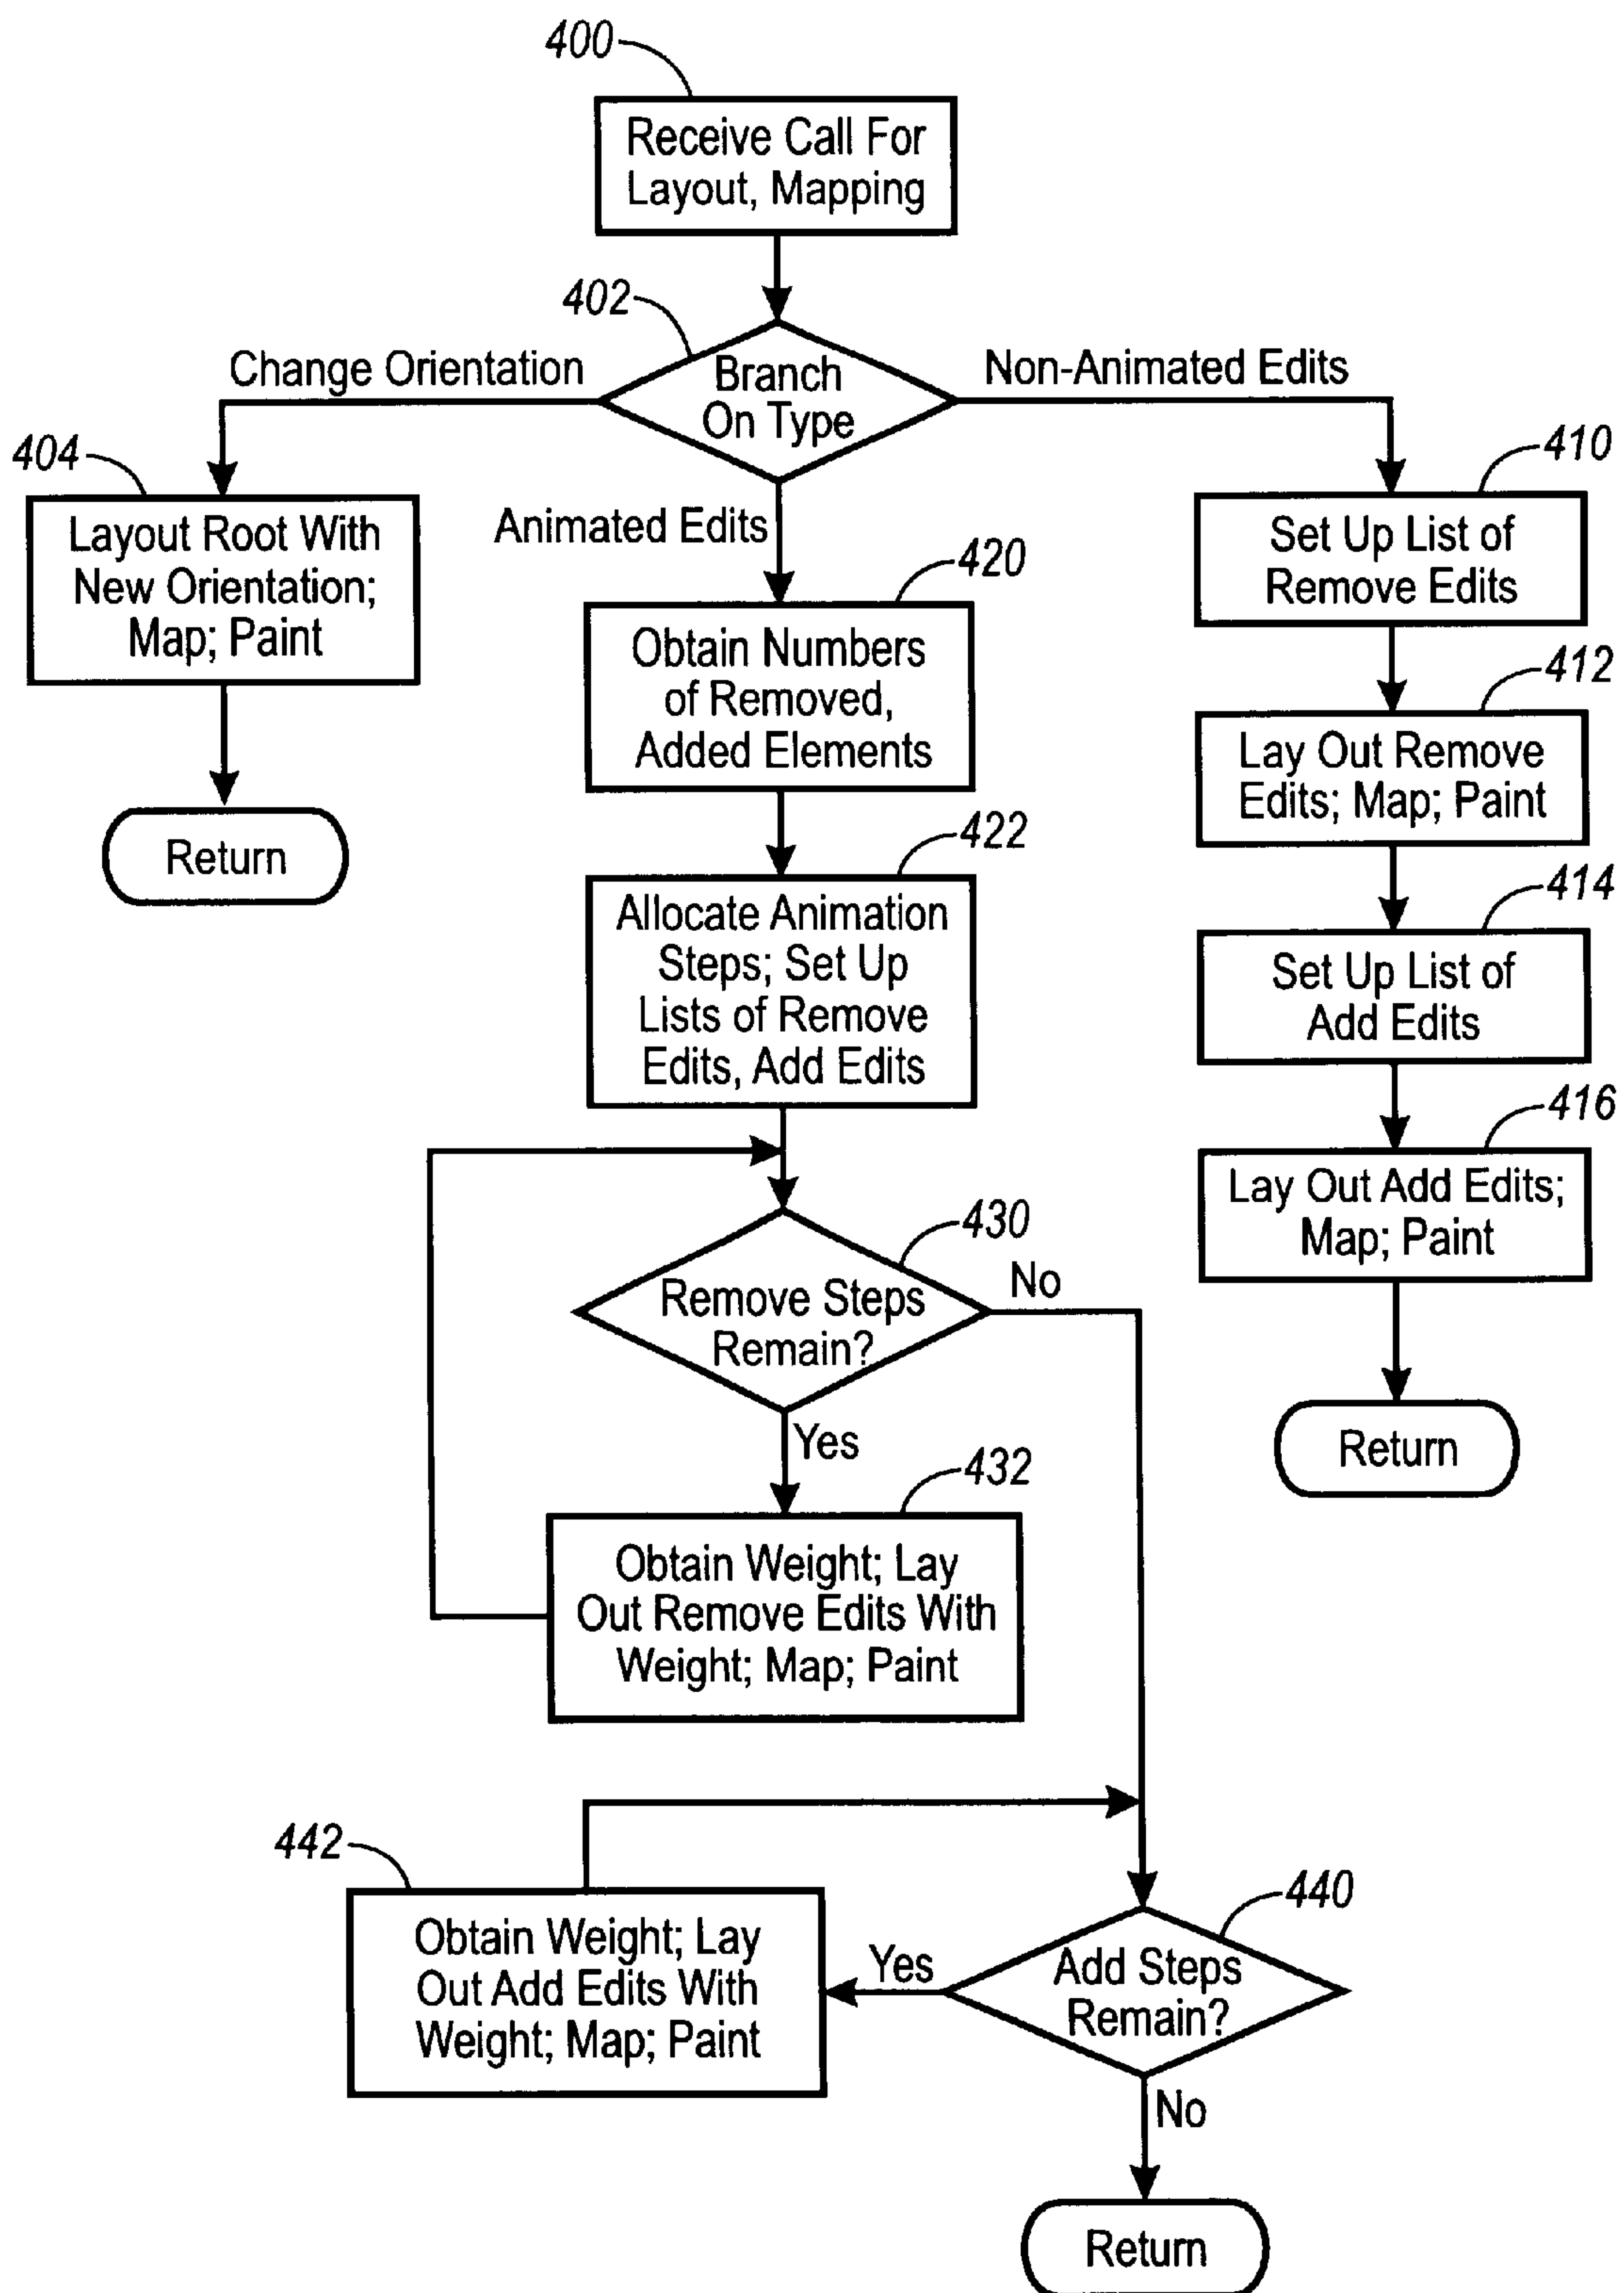 400
Receive Call For
Layout, Mapping
402
Branch
On Type
Change Orientation
Non-Animated Edits
Animated Edits
404
Layout Root With
New Orientation;
Map; Paint
Return
410
Set Up List of
Remove Edits
412
Lay Out Remove
Edits; Map; Paint
414
Set Up List of
Add Edits
416
Lay Out Add Edits;
Map; Paint
Return
420
Obtain Numbers
of Removed,
Added Elements
422
Allocate Animation
Steps; Set Up
Lists of Remove
Edits, Add Edits
430
Remove Steps
Remain?
No
Yes
432
Obtain Weight; Lay
Out Remove Edits With
Weight; Map; Paint
440
Add Steps
Remain?
Yes
442
Obtain Weight; Lay
Out Add Edits With
Weight; Map; Paint
No
Return